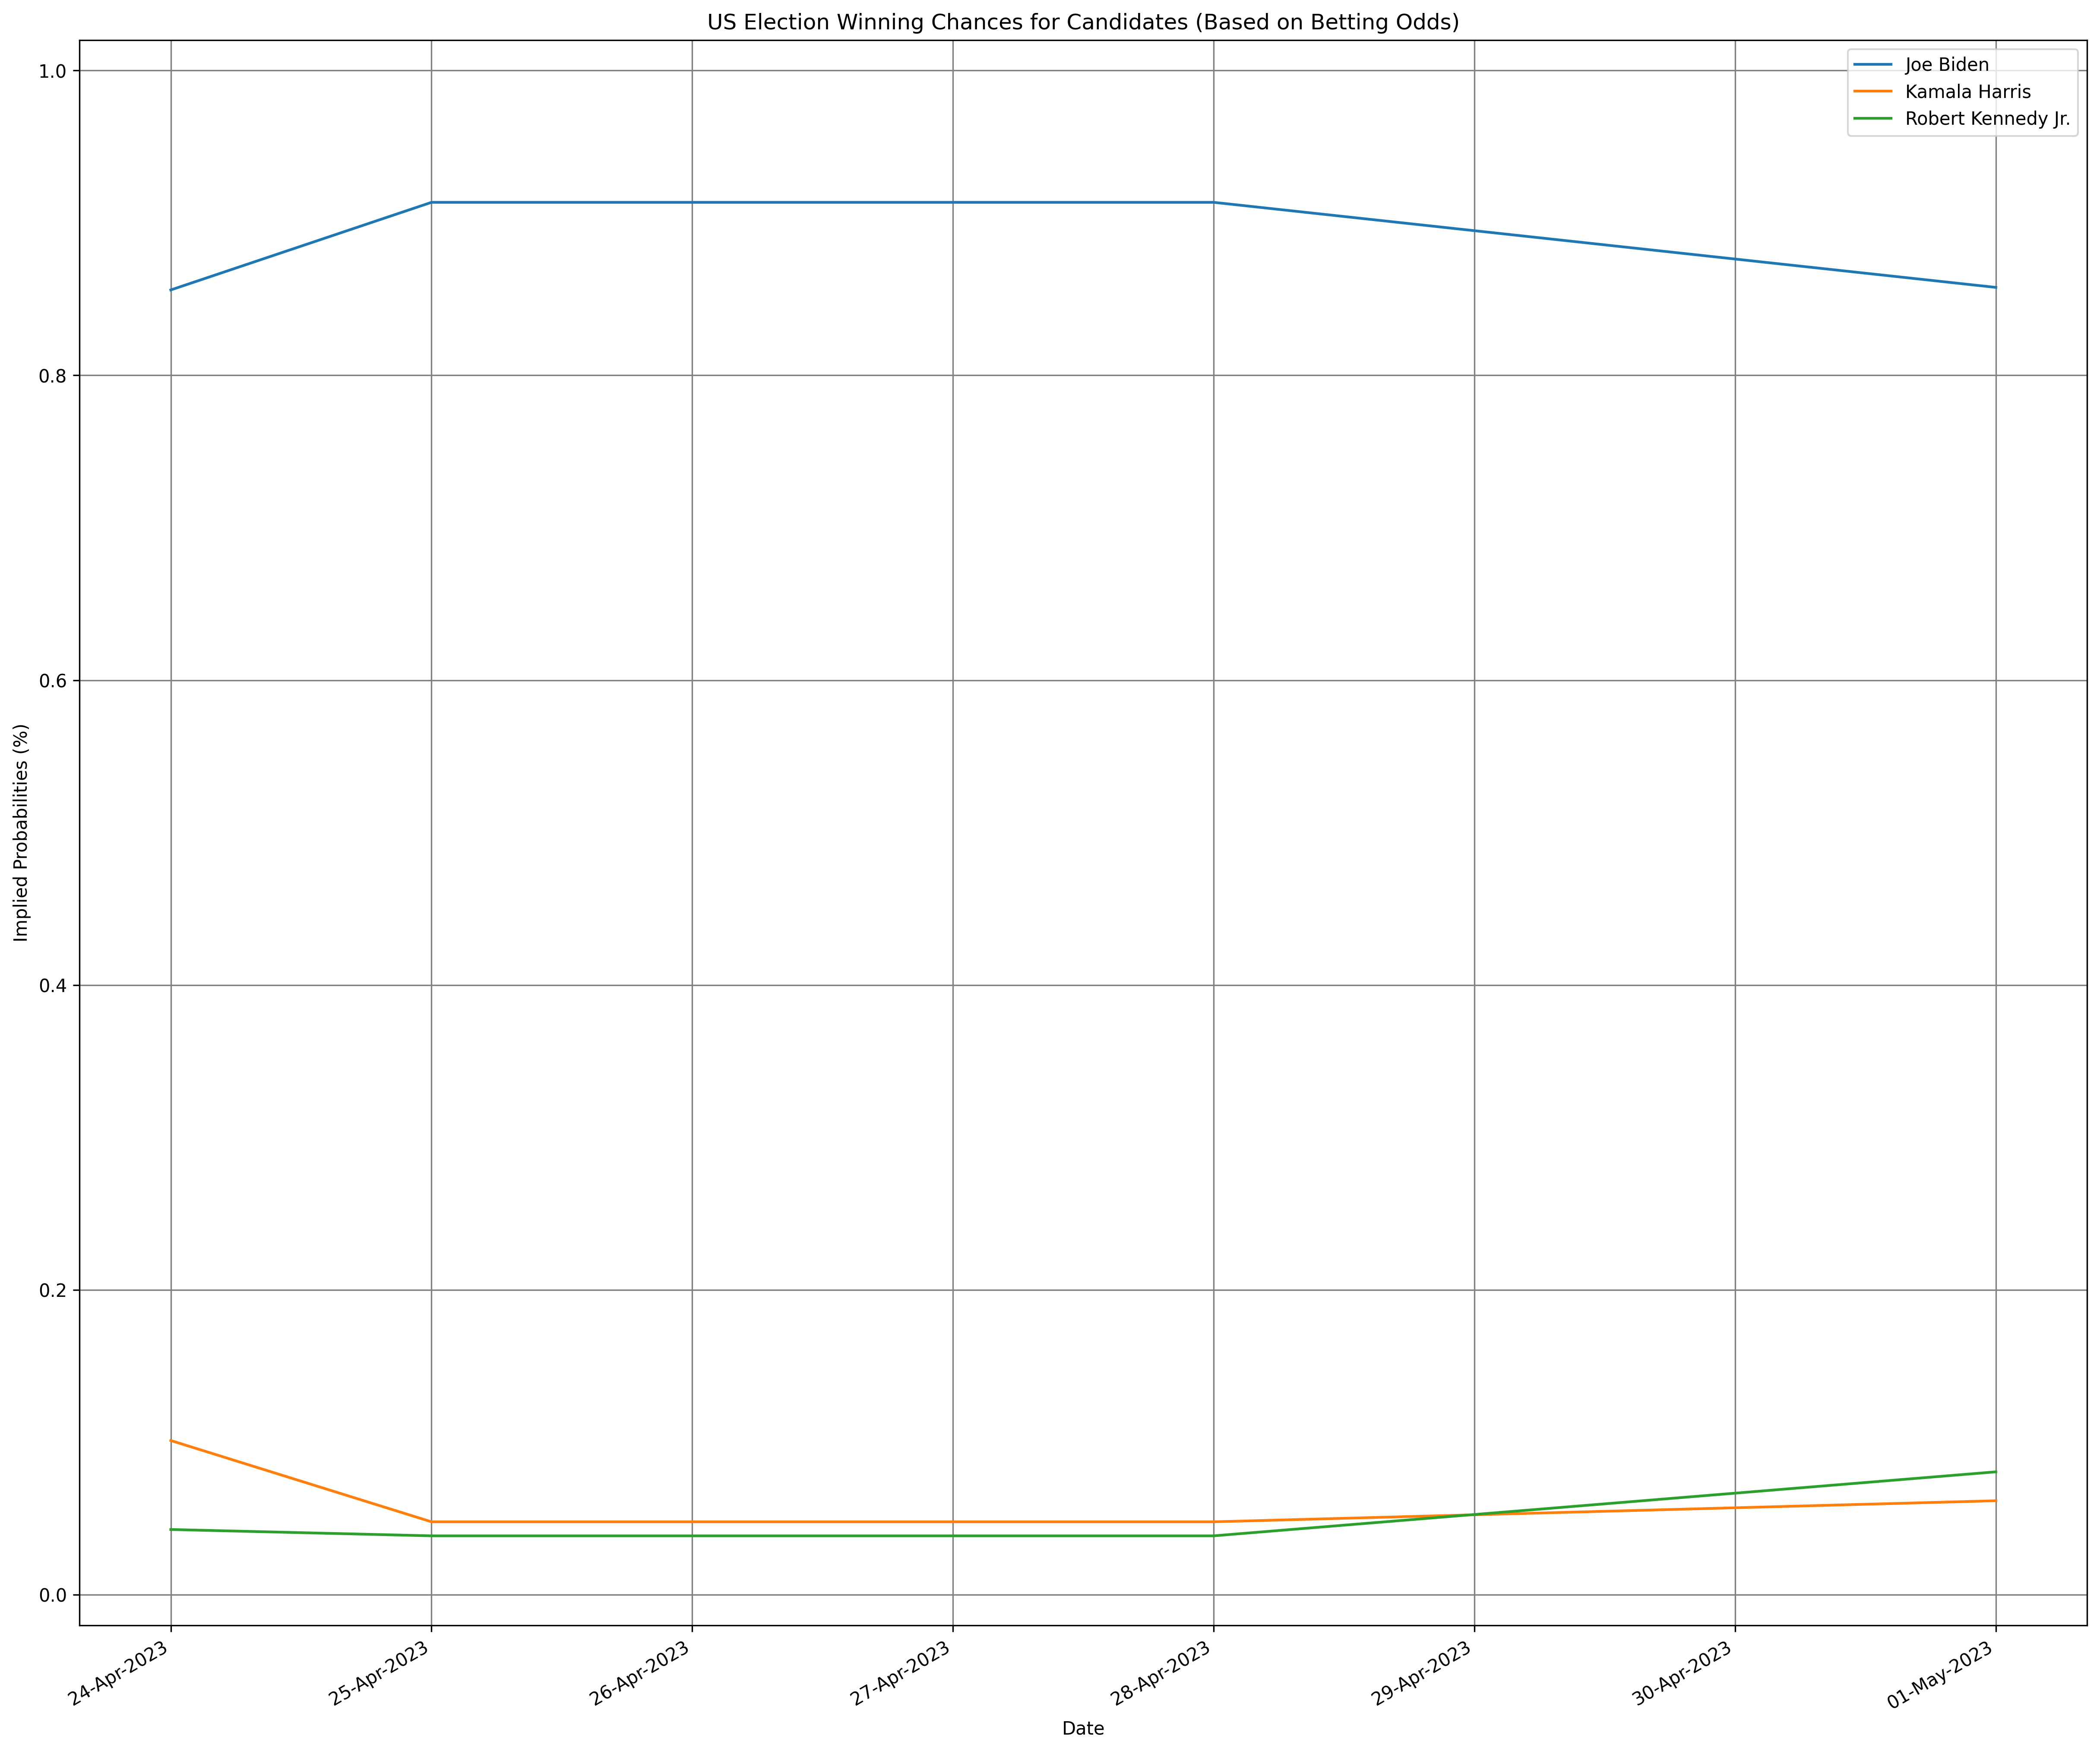 US Election Winning Chances for Candidates (Based on Betting Odds)
Joe Biden
Kamala Harris
Robert Kennedy Jr.
Implied Probabilities (%)
1.0
0.8
0.6
0.4
0.2
0.0
24-Apr-2023
25-Apr-2023
26-Apr-2023
27-Apr-2023
28-Apr-2023
29-Apr-2023
30-Apr-2023
01-May-2023
Date